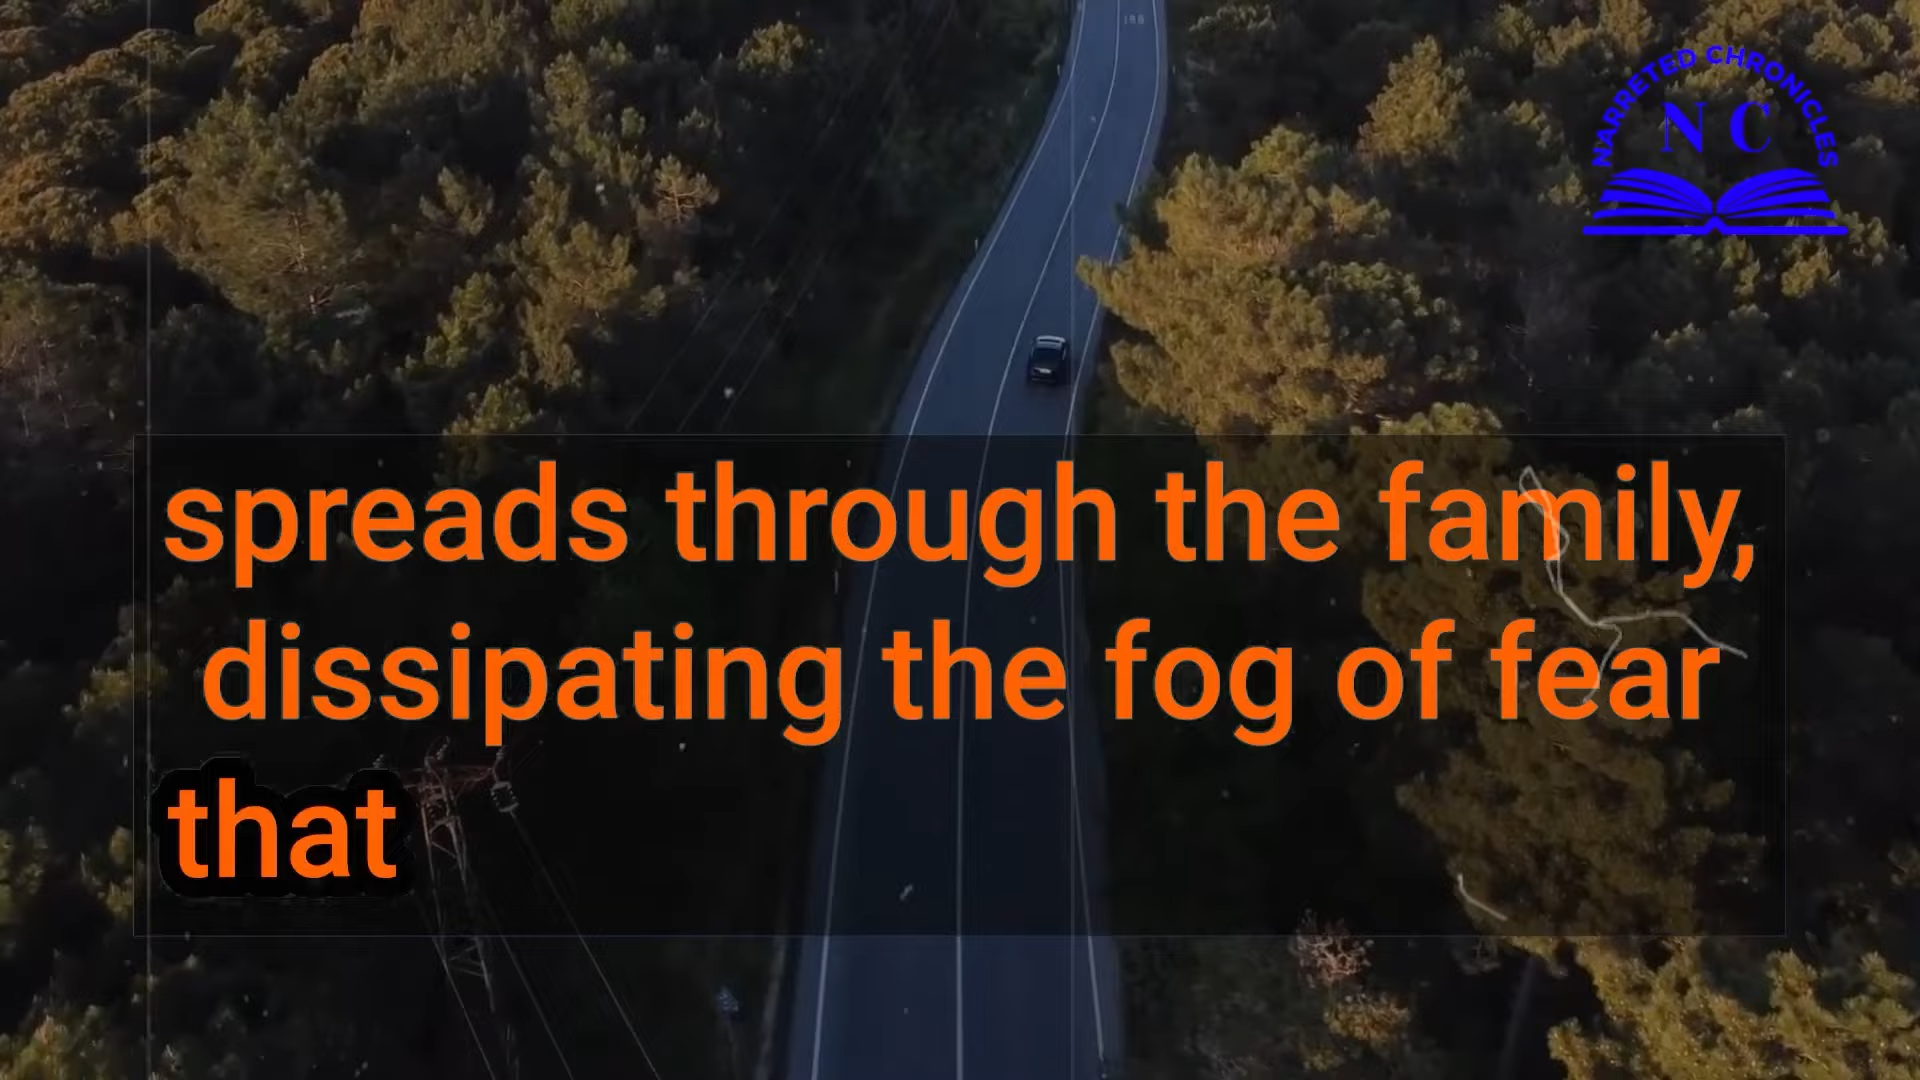 NARRETED CHRONICLES
N C
spreads through the family,
dissipating the fog of fear
that